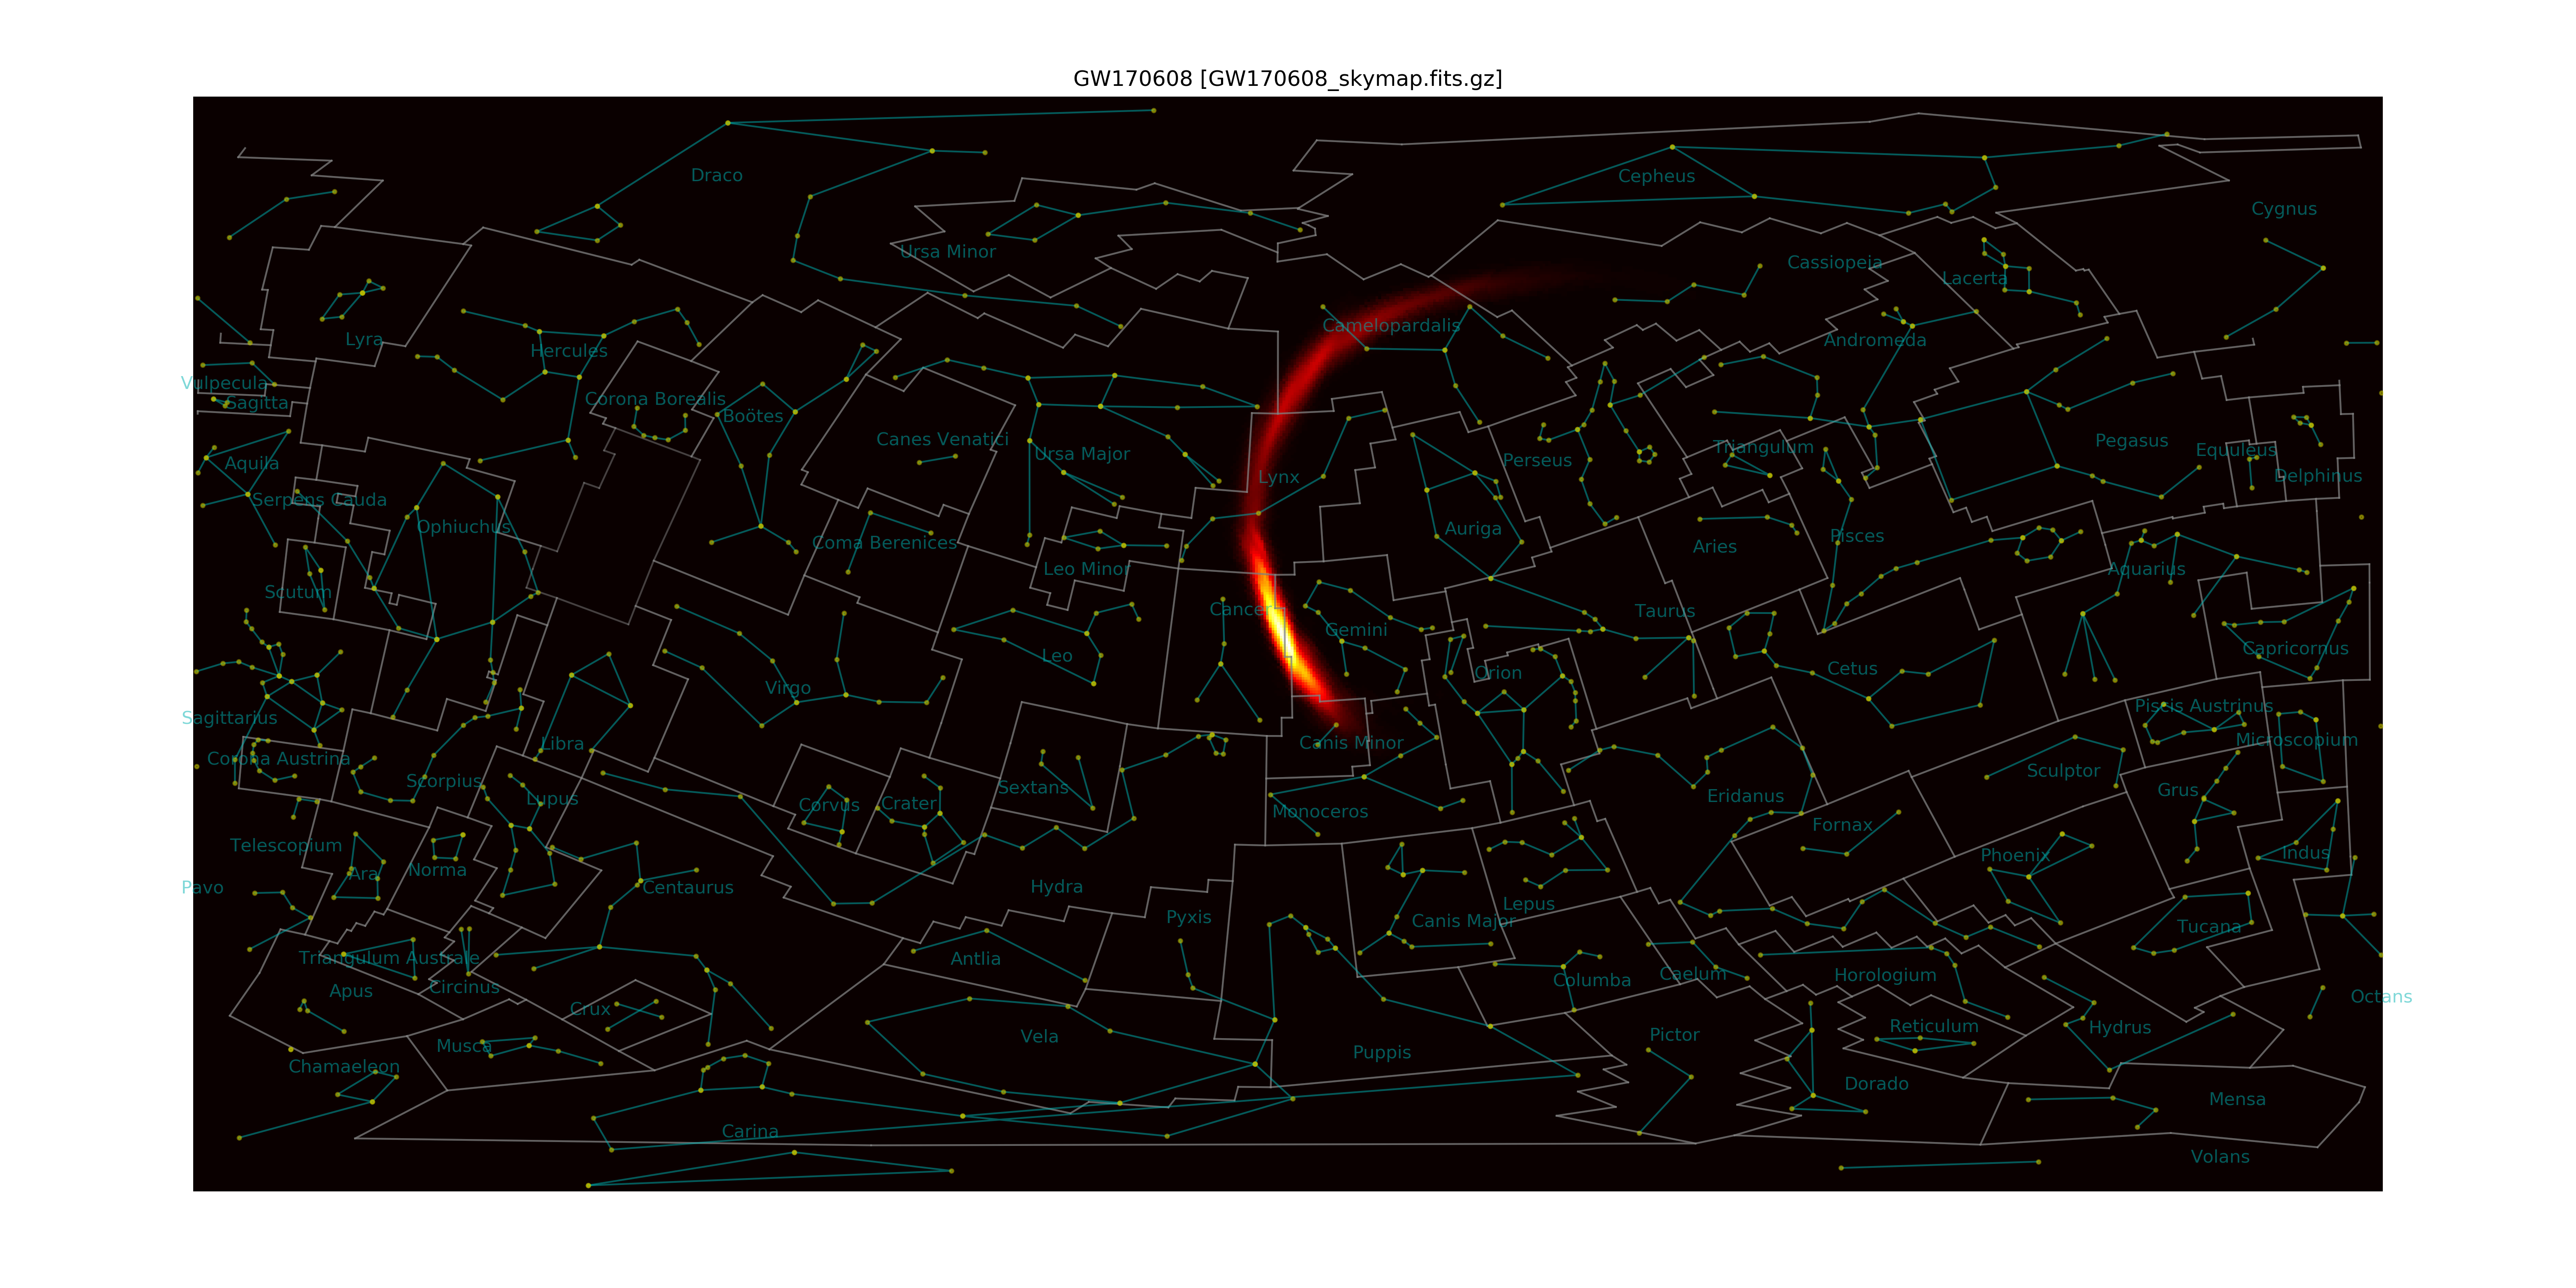 GW170608 [GW170608_skymap.fits.gz]
Draco
Cepheus
Cygnus
Ursa Minor
Cassiopeia
Lacerta
Camelopardalis
Lyra
Hercules
Andromeda
Vulpecula
Sagitta
Corona Borealis
Boötes
Canes Venatici
Ursa Major
Triangulum
Pegasus
Equuleus
Aquila
Perseus
Lynx
Delphinus
Serpens Cauda
Ophiuchus
Auriga
Pisces
Coma Berenices
Aries
Leo Minor
Aquarius
Scutum
Cancer
Taurus
Gemini
Leo
Capricornus
Virgo
Orion
Cetus
Sagittarius
Piscis Austrinus
Libra
Canis Minor
Microscopium
Corona Austrina
Scorpius
Sculptor
Lupus
Sextans
Grus
Eridanus
Corvus
Crater
Monoceros
Fornax
Telescopium
Indus
Phoenix
Ara
Norma
Pavo
Centaurus
Hydra
Lepus
Pyxis
Canis Major
Tucana
Triangulum Australe
Antlia
Caelum
Horologium
Columba
Circinus
Apus
Octans
Crux
Reticulum
Hydrus
Vela
Pictor
Musca
Puppis
Chamaeleon
Dorado
Mensa
Carina
Volans